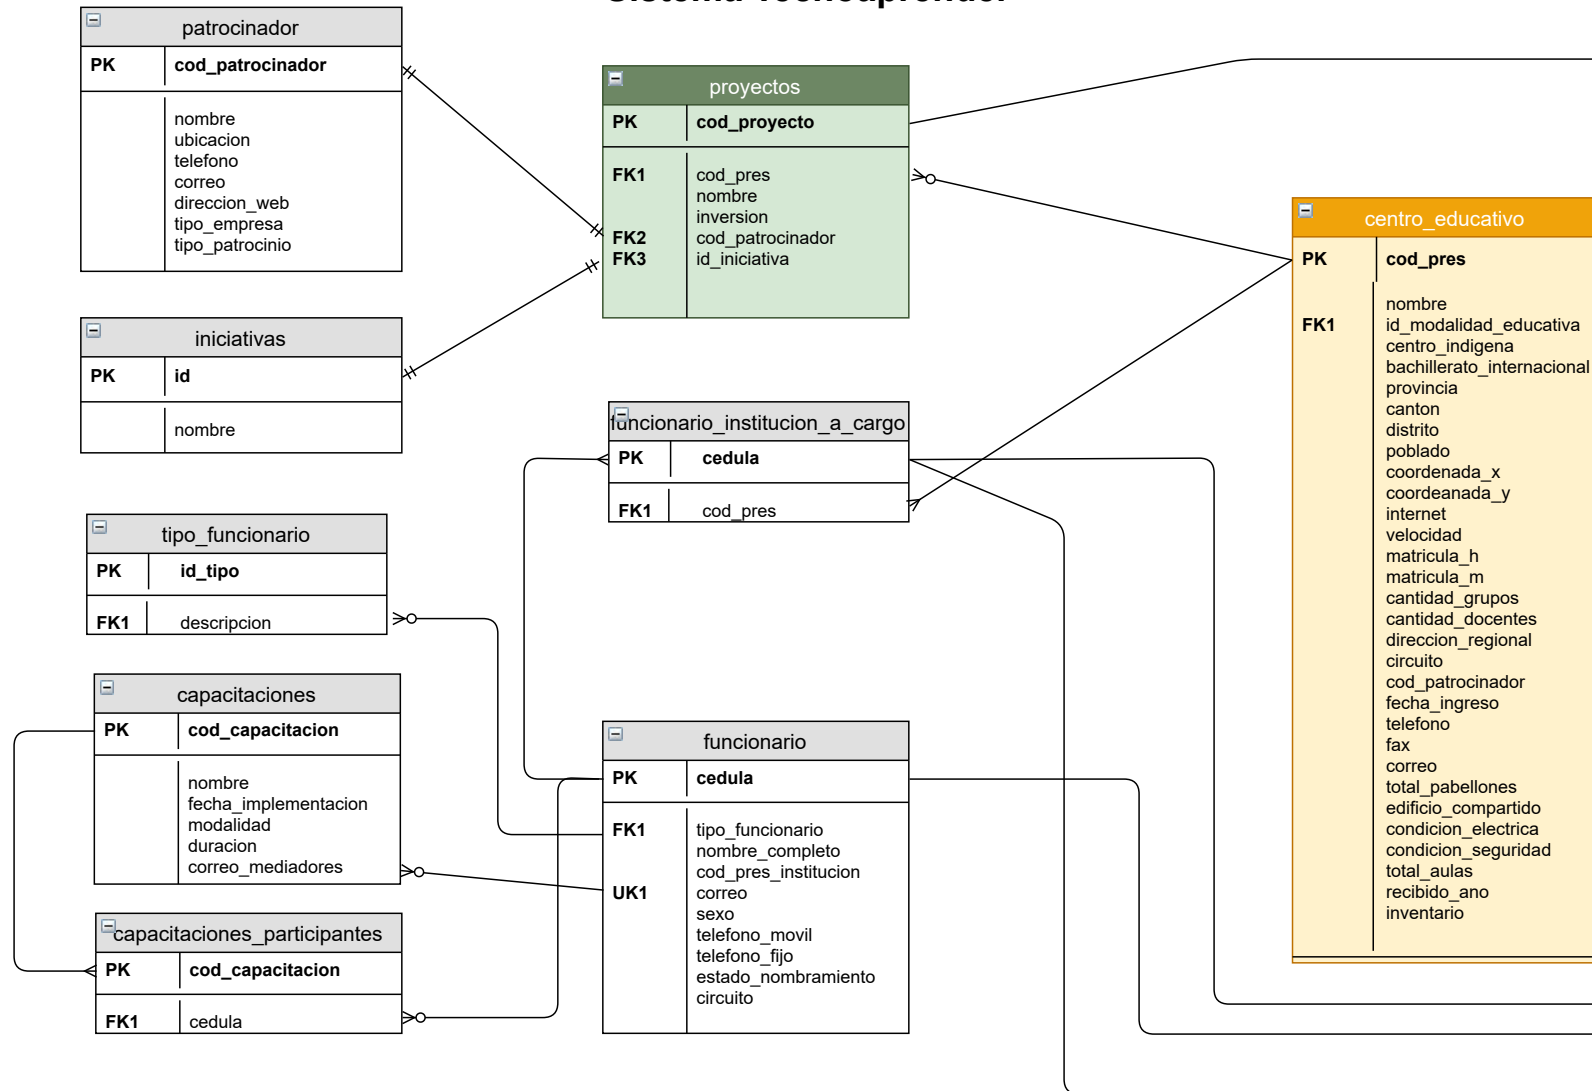 patrocinador
PK cod_patrocinador
nombre
ubicacion
telefono
correo
direccion_web
tipo_empresa
tipo_patrocinio
iniciativas
PK id
nombre
tipo_funcionario
PK id_tipo
FK1 descripcion
capacitaciones
PK cod_capacitacion
nombre
fecha_implementacion
modalidad
duracion
correo_mediadores
capacitaciones_participantes
PK cod_capacitacion
FK1 cedula
proyectos
PK cod_proyecto
FK1 cod_pres
nombre
inversion
FK2 cod_patrocinador
FK3 id_iniciativa
funcionario_institucion_a_cargo
PK cedula
FK1 cod_pres
funcionario
PK cedula
FK1 tipo_funcionario
nombre_completo
cod_pres_institucion
UK1 correo
sexo
telefono_movil
telefono_fijo
estado_nombramiento
circuito
centro_educativo
PK cod_pres
nombre
FK1 id_modalidad_educativa
centro_indigena
bachillerato_internacional
provincia
canton
distrito
poblado
coordenada_x
coordeanada_y
internet
velocidad
matricula_h
matricula_m
cantidad_grupos
cantidad_docentes
direccion_regional
circuito
cod_patrocinador
fecha_ingreso
telefono
fax
correo
total_pabellones
edificio_compartido
condicion_electrica
condicion_seguridad
total_aulas
recibido_ano
inventario